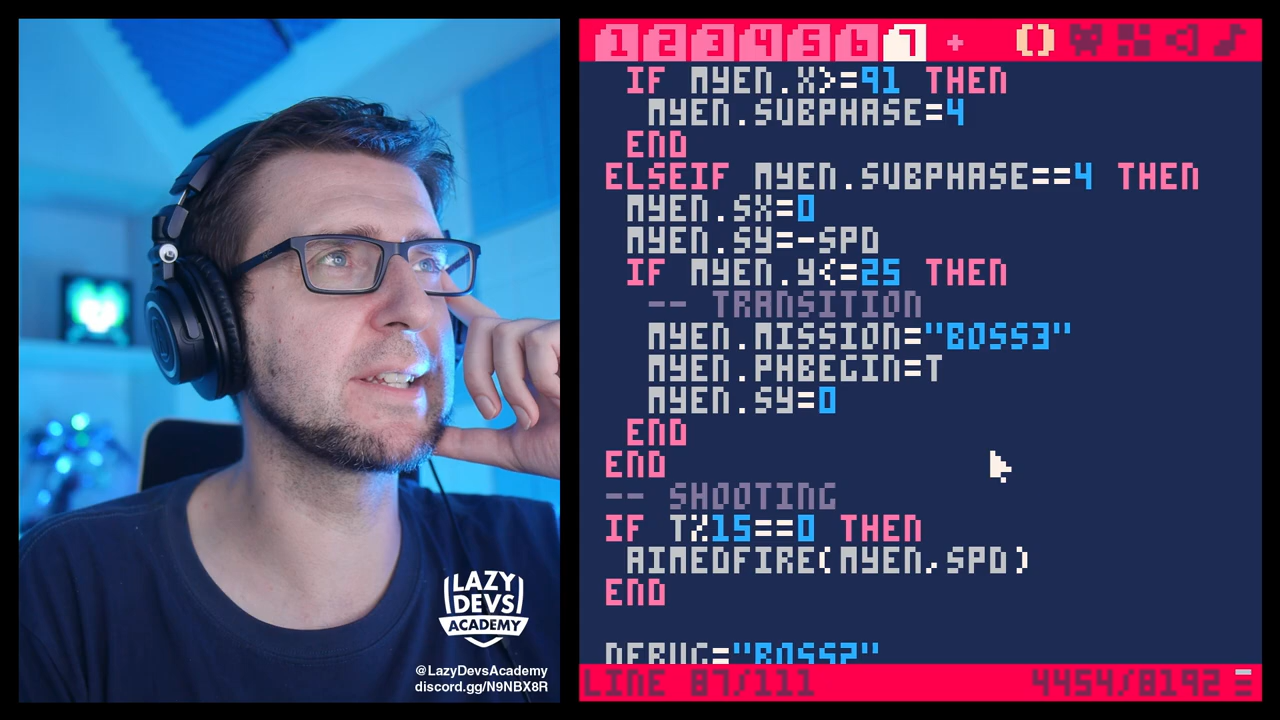 LAZY
DEVS
ACADEMY
@LazyDevsAcademy
discord.gg/N9NBX8R
1 2 3 4 5 6 7 +
IF MYEN.X>=91 THEN
MYEN.SUBPHASE=4
END
ELSEIF MYEN.SUBPHASE==4 THEN
MYEN.SX=0
MYEN.SY=-SPD
IF MYEN.Y<=25 THEN
-- TRANSITION
MYEN.MISSION="BOSS3"
MYEN.PHBEGIN=T
MYEN.SY=0
END
END
-- SHOOTING
IF T%15==0 THEN
AIMEDFIRE(MYEN,SPD)
END
DEBUG="BOSS2"
LINE 87/111
4454/8192